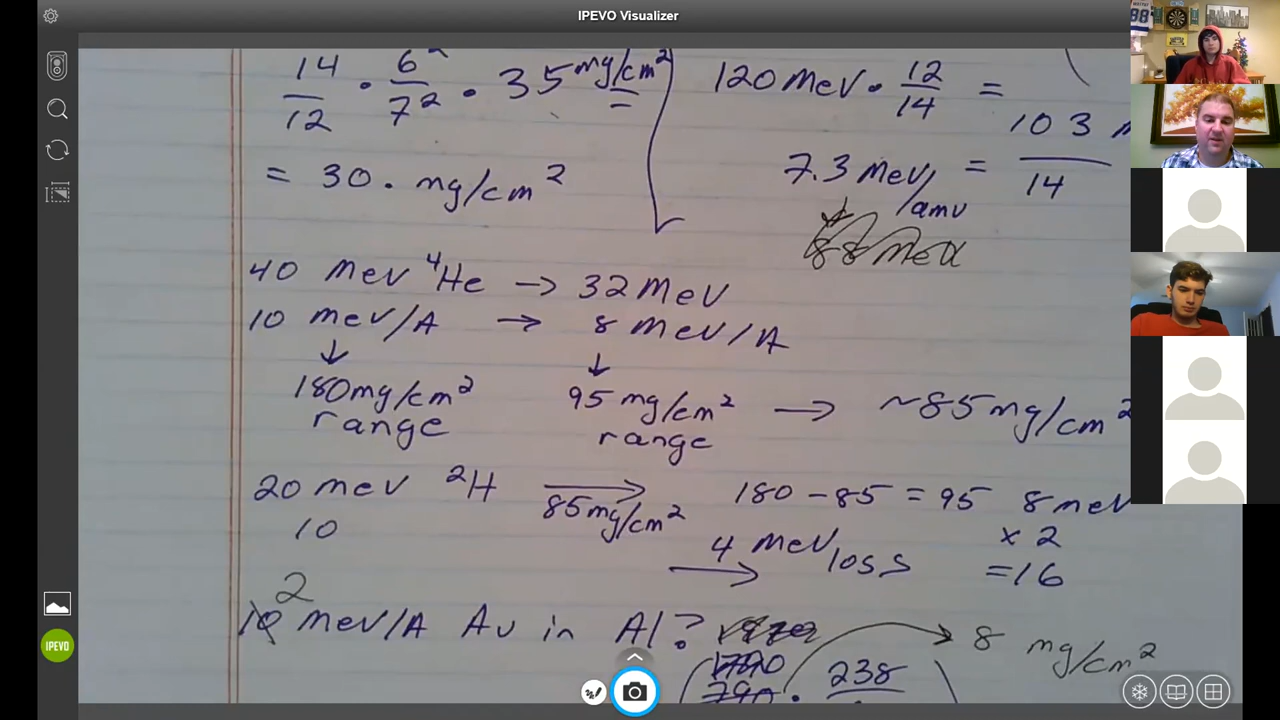 IPEVO Visualizer
88
14/12 · 6²/7² · 35 mg/cm²
= 30. mg/cm²
120 MeV · 12/14 =
7.3 MeV/amu = 103/14
40 MeV ⁴He → 32 MeV
10 MeV/A → 8 MeV/A
↓ ↓
180 mg/cm² range
95 mg/cm² range → ~85 mg/cm²
20 MeV ²H → 85 mg/cm² 180 - 85 = 95 8 MeV
10
4 MeV loss → × 2
= 16
2
MeV/A Au in Al? → 8 mg/cm²
238
IPEVO